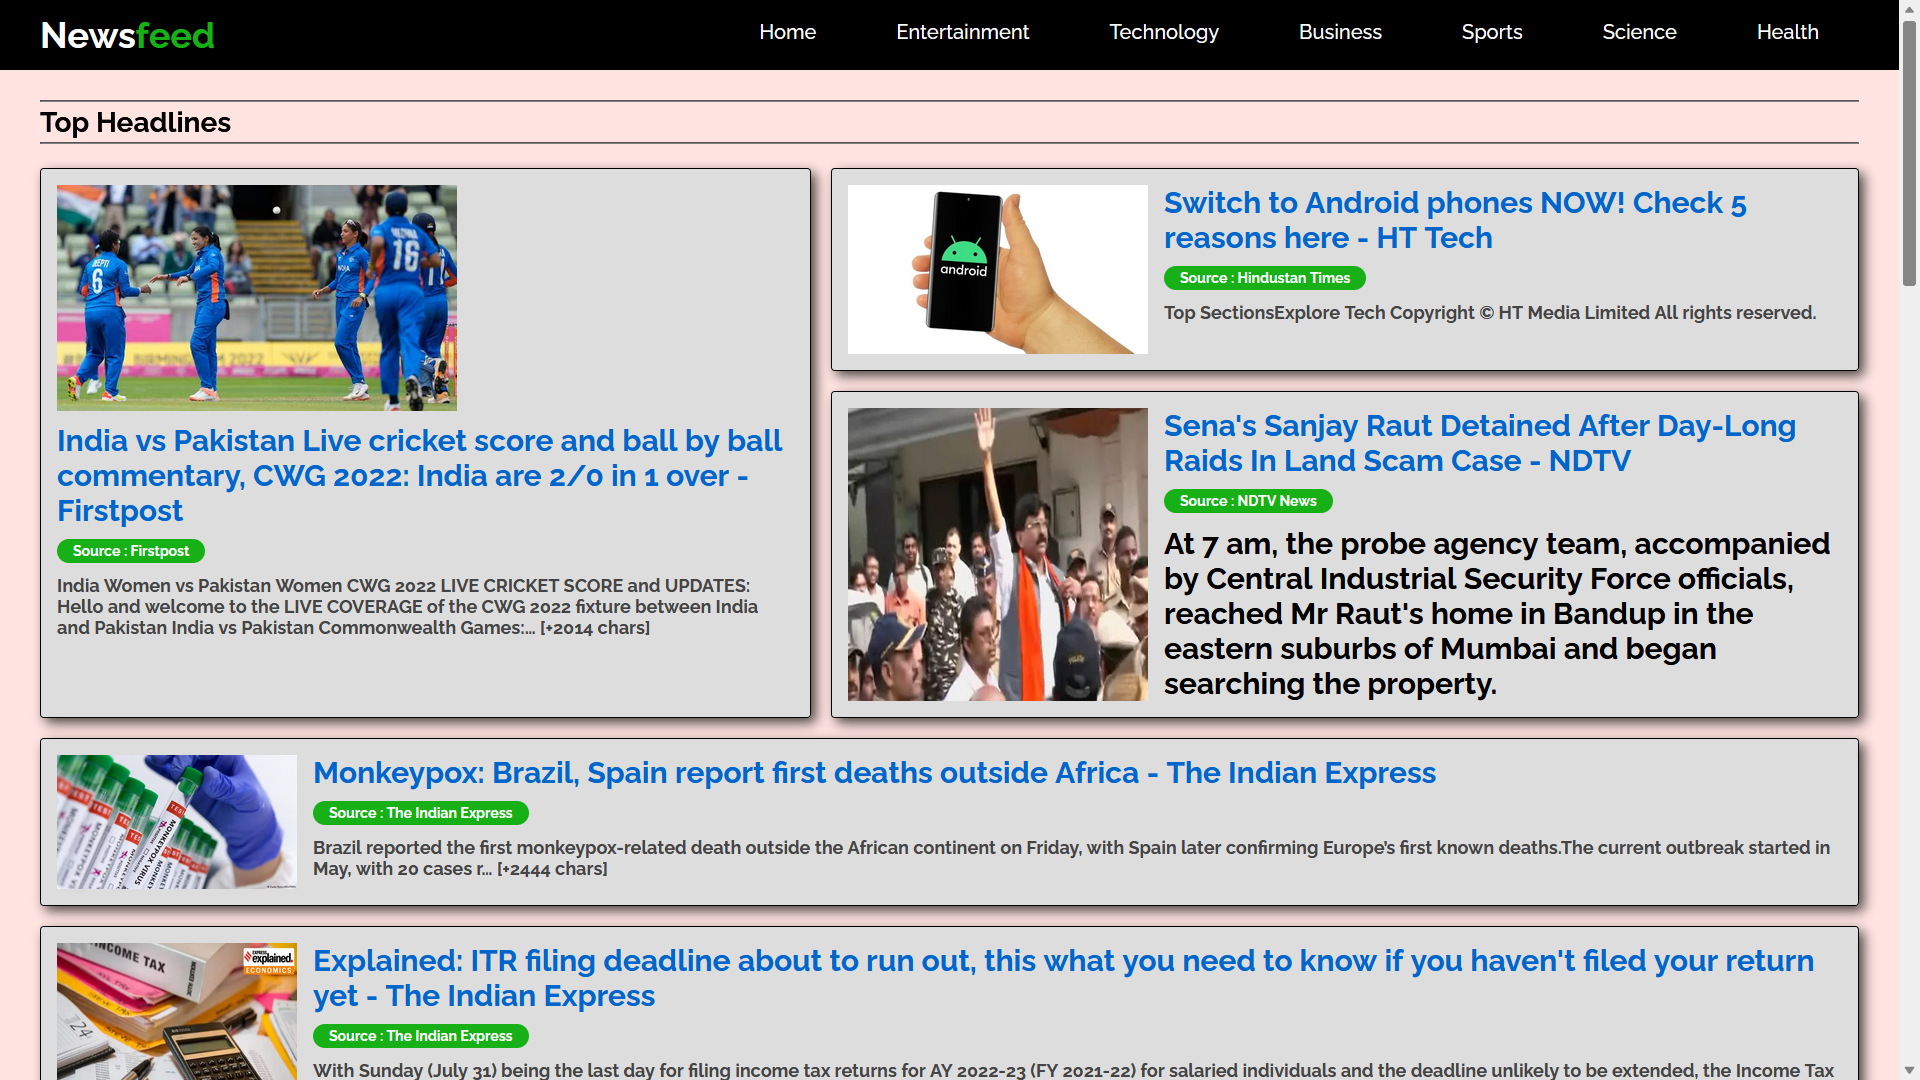 Newsfeed
Home
Entertainment
Technology
Business
Sports
Science
Health
Top Headlines
DEEPTI
6
INDIA
16
BIRMINGHAM 2022
India vs Pakistan Live cricket score and ball by ball
commentary, CWG 2022: India are 2/0 in 1 over -
Firstpost
Source : Firstpost
India Women vs Pakistan Women CWG 2022 LIVE CRICKET SCORE and UPDATES:
Hello and welcome to the LIVE COVERAGE of the CWG 2022 fixture between India
and Pakistan India vs Pakistan Commonwealth Games:… [+2014 chars]
android
Switch to Android phones NOW! Check 5
reasons here - HT Tech
Source : Hindustan Times
Top SectionsExplore Tech Copyright © HT Media Limited All rights reserved.
Sena's Sanjay Raut Detained After Day-Long
Raids In Land Scam Case - NDTV
Source : NDTV News
At 7 am, the probe agency team, accompanied
by Central Industrial Security Force officials,
reached Mr Raut's home in Bandup in the
eastern suburbs of Mumbai and began
searching the property.
TEST
MONKEYPOX VIRUS
Monkeypox: Brazil, Spain report first deaths outside Africa - The Indian Express
Source : The Indian Express
Brazil reported the first monkeypox-related death outside the African continent on Friday, with Spain later confirming Europe's first known deaths.The current outbreak started in
May, with 20 cases r… [+2444 chars]
INCOME TAX
EXPRESS
explained.
ECONOMICS
24
Explained: ITR filing deadline about to run out, this what you need to know if you haven't filed your return
yet - The Indian Express
Source : The Indian Express
With Sunday (July 31) being the last day for filing income tax returns for AY 2022-23 (FY 2021-22) for salaried individuals and the deadline unlikely to be extended, the Income Tax